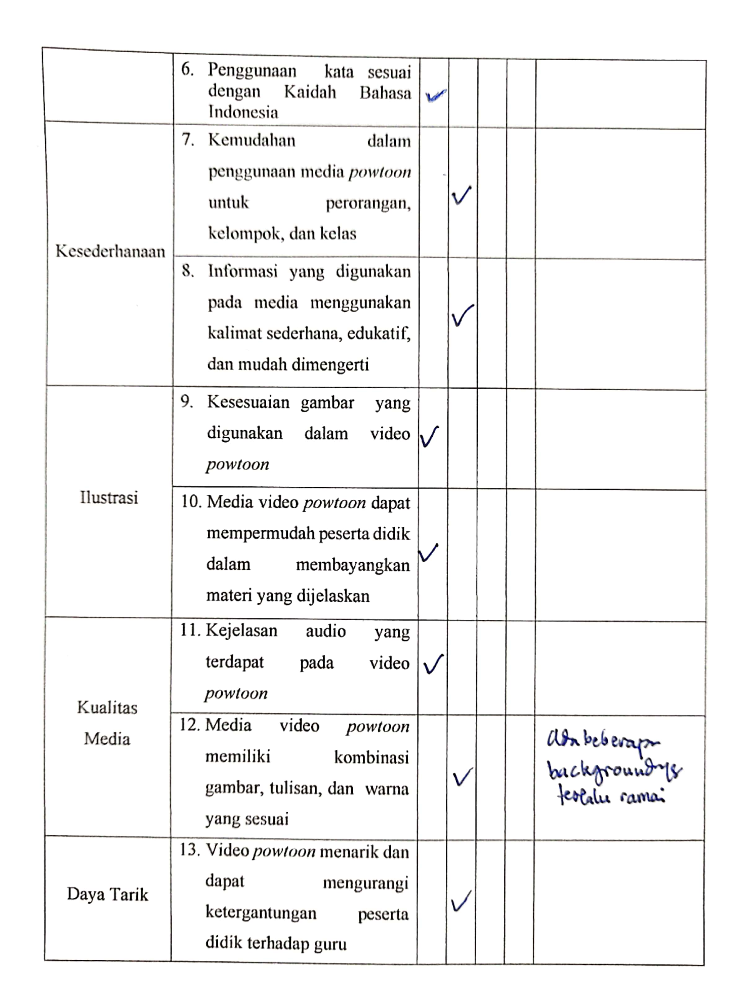 6. Penggunaan kata sesuai
dengan Kaidah Bahasa ✓
Indonesia
Kesederhanaan
7. Kemudahan dalam
penggunaan media powtoon
untuk perorangan, ✓
kelompok, dan kelas
8. Informasi yang digunakan
pada media menggunakan ✓
kalimat sederhana, edukatif,
dan mudah dimengerti
Ilustrasi
9. Kesesuaian gambar yang
digunakan dalam video ✓
powtoon
10. Media video powtoon dapat
mempermudah peserta didik
dalam membayangkan ✓
materi yang dijelaskan
Kualitas
Media
11. Kejelasan audio yang
terdapat pada video ✓
powtoon
12. Media video powtoon
memiliki kombinasi
gambar, tulisan, dan warna ✓
yang sesuai
Ada beberapa
terlalu ramai
Daya Tarik
13. Video powtoon menarik dan
dapat mengurangi
ketergantungan peserta ✓
didik terhadap guru